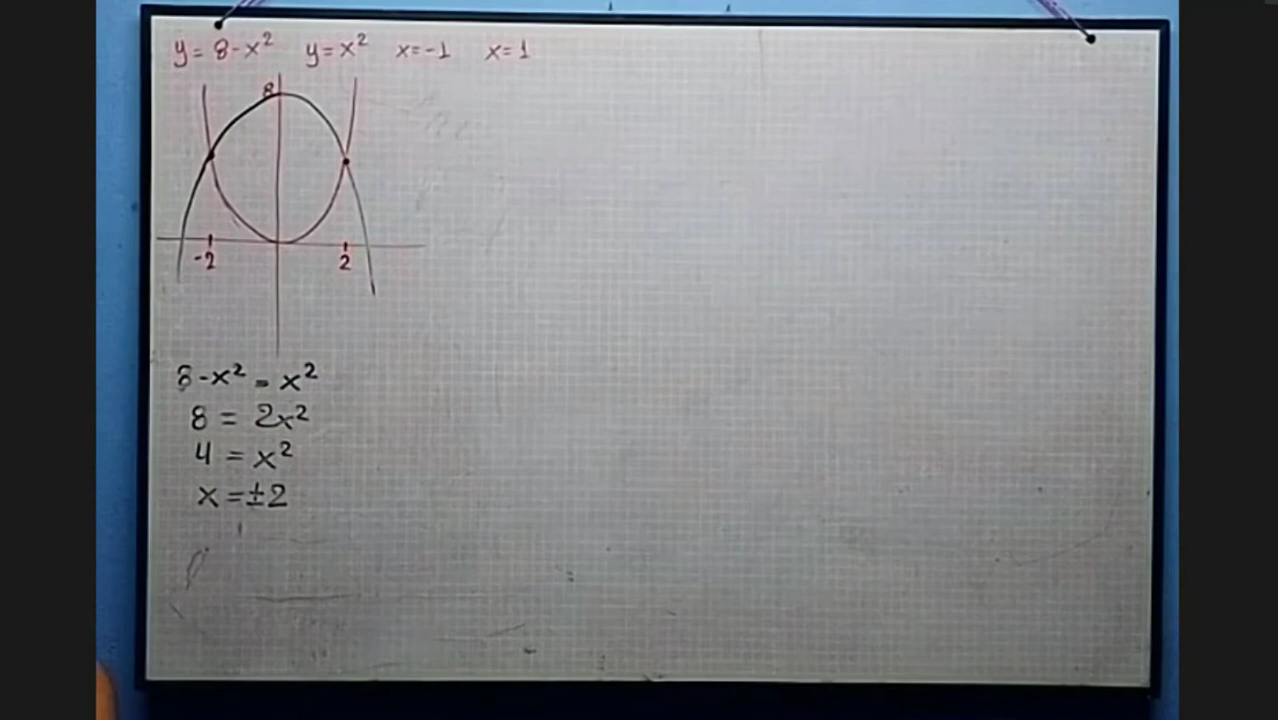 y = 8-x² y = x² x = -1 x = 1
8
-2 2
8-x² = x²
8 = 2x²
4 = x²
x = ±2